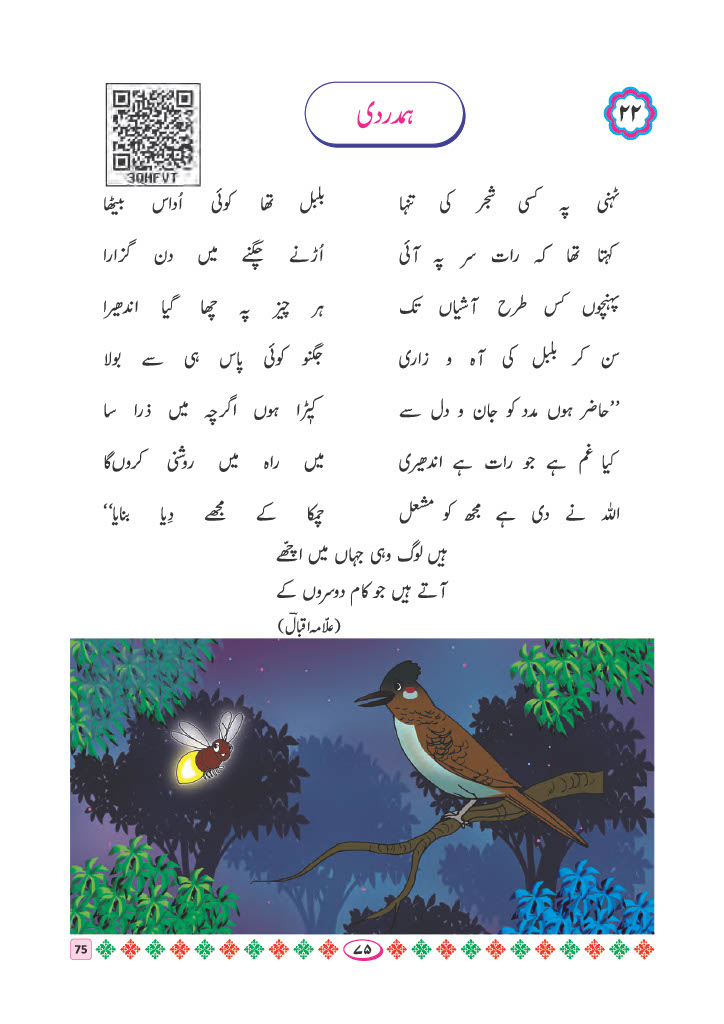 ۲۲
ہمدردی
3QHFVT
ٹہنی پہ کسی شجر کی تنہا بلبل تھا کوئی اُداس بیٹھا
کہتا تھا کہ رات سر پہ آئی اُڑنے چگنے میں دن گزارا
پہنچوں کس طرح آشیاں تک ہر چیز پہ چھا گیا اندھیرا
سن کر بلبل کی آہ و زاری جگنو کوئی پاس ہی سے بولا
”حاضر ہوں مدد کو جان و دل سے کیڑا ہوں اگرچہ میں ذرا سا
کیا غم ہے جو رات ہے اندھیری میں راہ میں روشنی کروں گا
اللہ نے دی ہے مجھ کو مشعل چمکا کے مجھے دِیا بنایا“
ہیں لوگ وہی جہاں میں اچھّے
آتے ہیں جو کام دوسروں کے
(علّامہ اقبالؔ)
75
۷۵